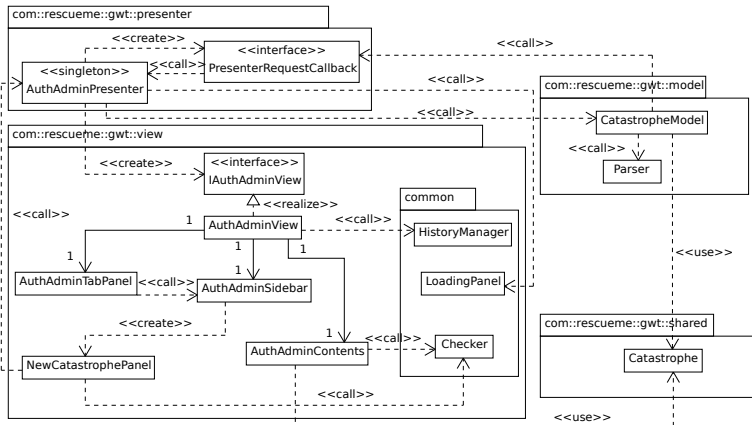 com::rescueme::gwt::presenter
<<create>>
<<interface>>
PresenterRequestCallback
<<call>>
<<singleton>>
AuthAdminPresenter
<<call>>
<<call>>
<<call>>
com::rescueme::gwt::model
CatastropheModel
<<call>>
Parser
com::rescueme::gwt::view
<<create>>
<<interface>>
IAuthAdminView
<<realize>>
common
<<call>>
1
AuthAdminView
<<call>>
HistoryManager
1
1
1
1
AuthAdminTabPanel
<<call>>
AuthAdminSidebar
LoadingPanel
<<use>>
<<create>>
1
<<call>>
Checker
AuthAdminContents
NewCatastrophePanel
<<call>>
com::rescueme::gwt::shared
Catastrophe
<<use>>